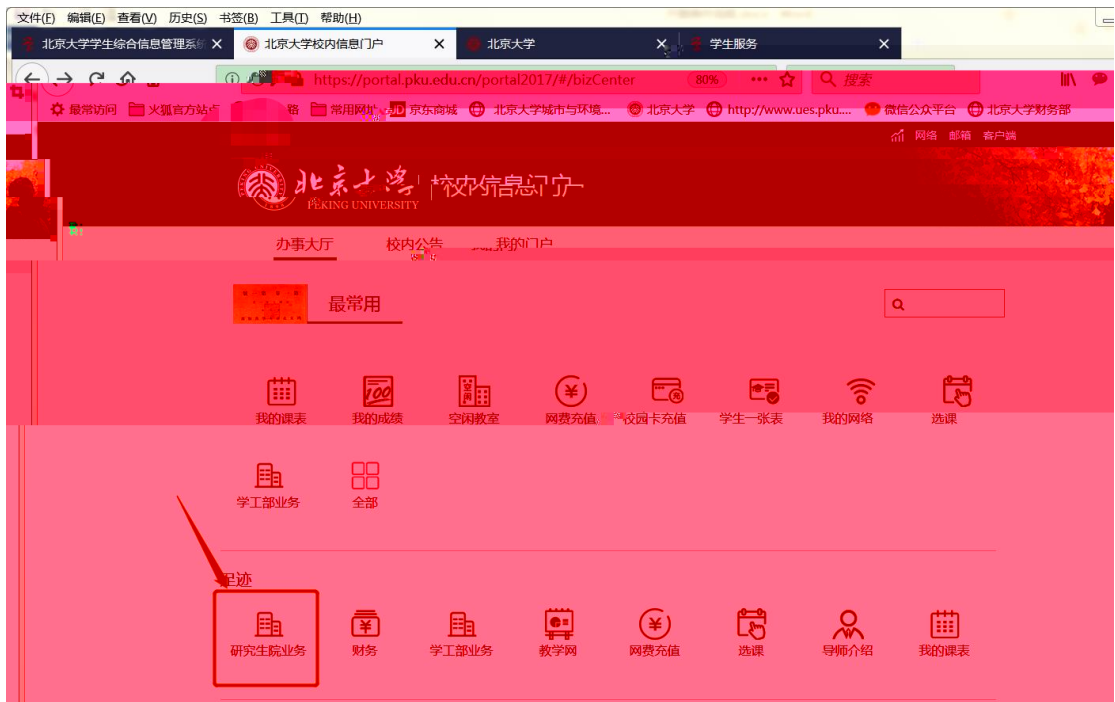 文件(F) 编辑(E) 查看(V) 历史(S) 书签(B) 工具(T) 帮助(H)
北京大学学生综合信息管理系统 北京大学校内信息门户 北京大学 学生服务
https://portal.pku.edu.cn/portal2017/#/bizCenter 80% 搜索
最常访问 火狐官方站点 常用网址 JD 京东商城 北京大学城市与环境... 北京大学 http://www.ues.pku.... 微信公众平台 北京大学财务部
网络 邮箱 客户端
北京大学 校内信息门户
PEKING UNIVERSITY
办事大厅 校内公告 我的门户
最常用
我的课表 我的成绩 空闲教室 网费充值 校园卡充值 学生一张表 我的网络 选课
学工部业务 全部
足迹
研究生院业务 财务 学工部业务 教学网 网费充值 选课 导师介绍 我的课表